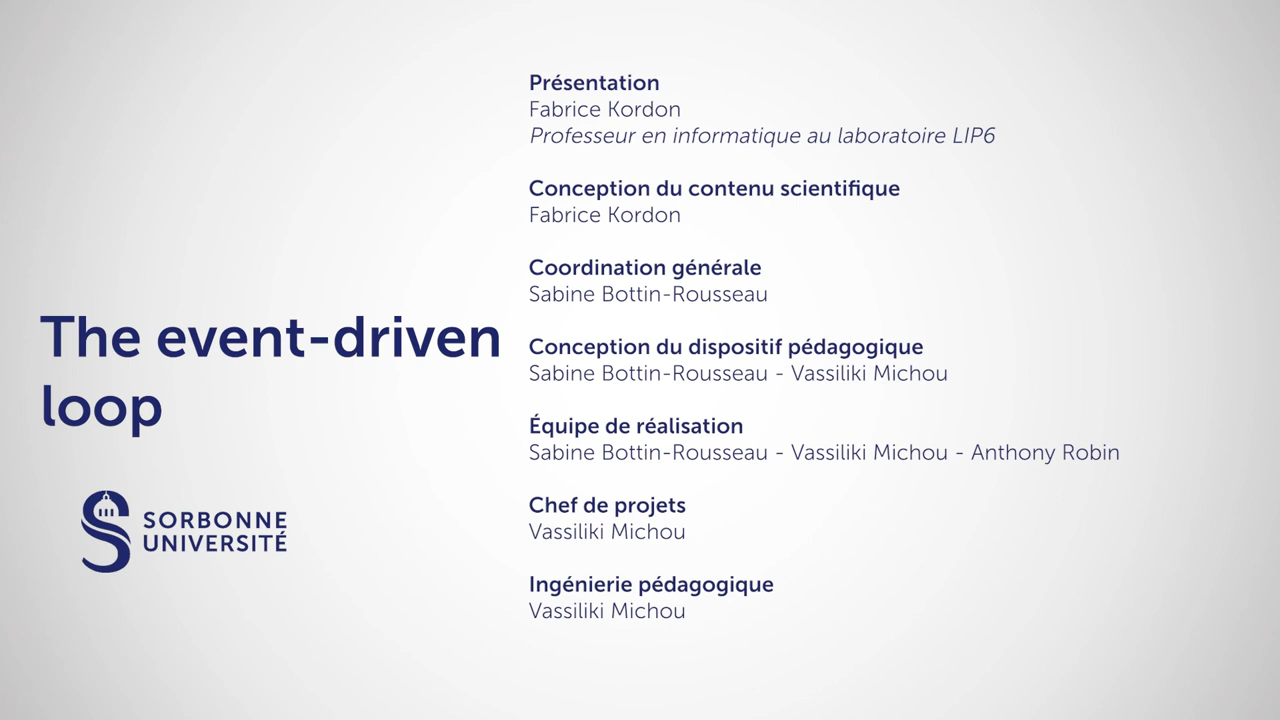 The event-driven
loop
SORBONNE
UNIVERSITÉ
Présentation
Fabrice Kordon
Professeur en informatique au laboratoire LIP6
Conception du contenu scientifique
Fabrice Kordon
Coordination générale
Sabine Bottin-Rousseau
Conception du dispositif pédagogique
Sabine Bottin-Rousseau - Vassiliki Michou
Équipe de réalisation
Sabine Bottin-Rousseau - Vassiliki Michou - Anthony Robin
Chef de projets
Vassiliki Michou
Ingénierie pédagogique
Vassiliki Michou